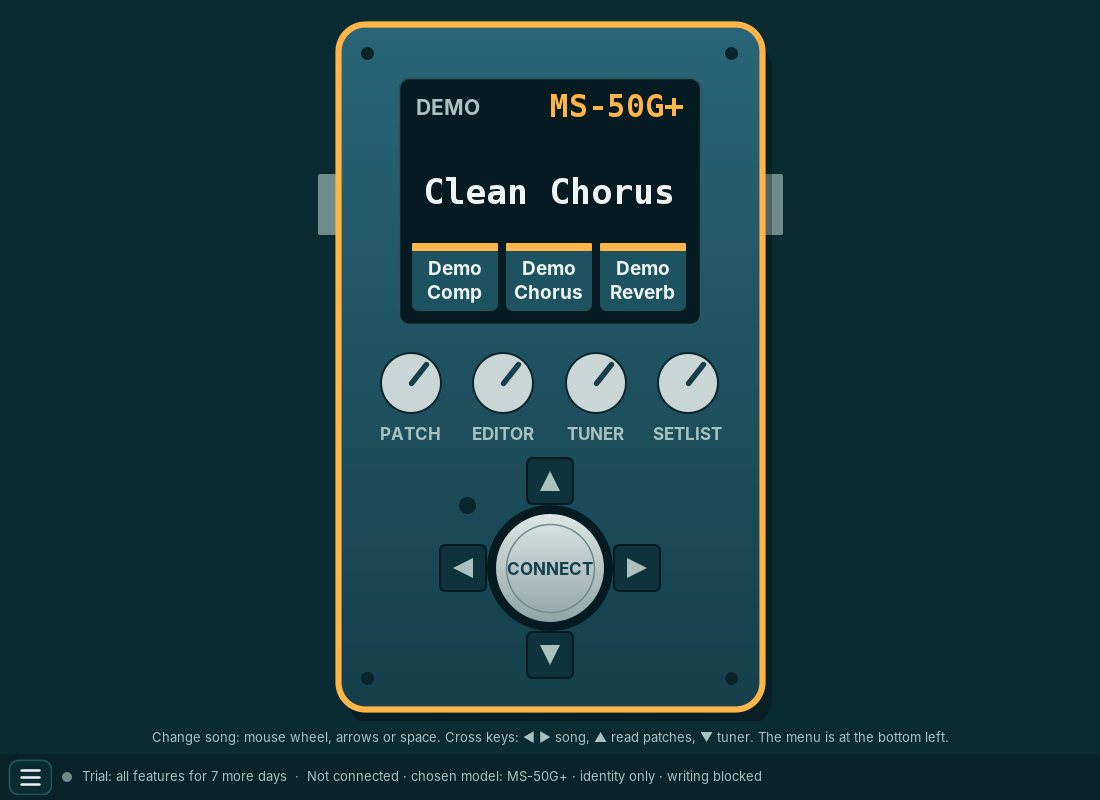 DEMO MS-50G+
Clean Chorus
Demo Comp
Demo Chorus
Demo Reverb
PATCH EDITOR TUNER SETLIST
▲
◀ CONNECT ▶
▼
Change song: mouse wheel, arrows or space. Cross keys: ◀ ▶ song, ▲ read patches, ▼ tuner. The menu is at the bottom left.
Trial: all features for 7 more days · Not connected · chosen model: MS-50G+ · identity only · writing blocked